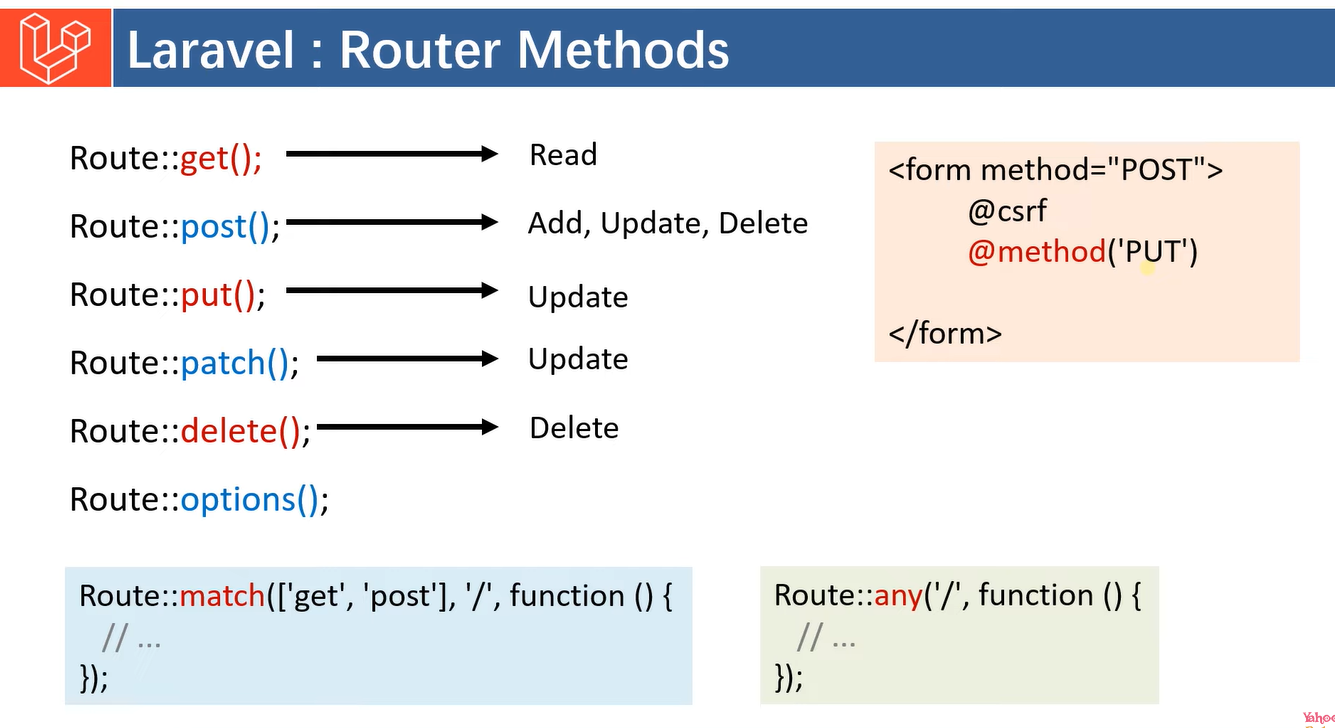 Laravel : Router Methods
Route::get(); Read
Route::post(); Add, Update, Delete
Route::put(); Update
Route::patch(); Update
Route::delete(); Delete
Route::options();
<form method="POST">
@csrf
@method('PUT')
</form>
Route::match(['get', 'post'], '/', function () {
// ...
});
Route::any('/', function () {
// ...
});